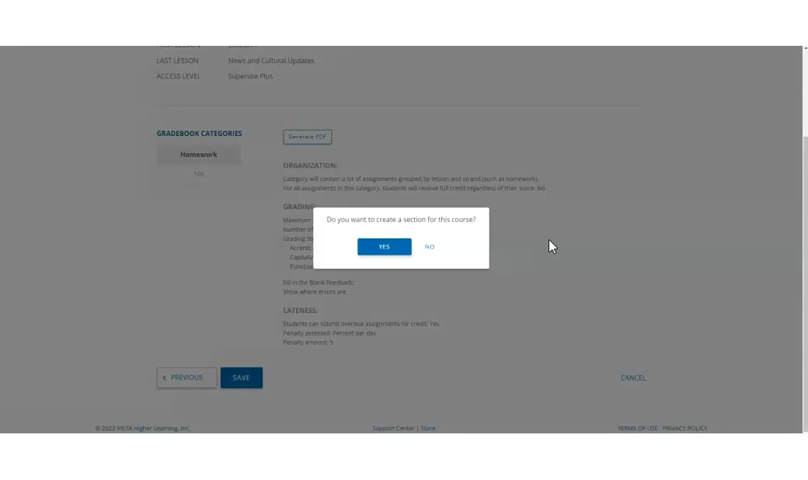 LAST LESSON News and Cultural Updates
ACCESS LEVEL Supersite Plus
GRADEBOOK CATEGORIES
Generate PDF
Homework
ORGANIZATION:
Category will contain a lot of assignments grouped by lesson and strand (such as homework).
For all assignments in this category, students will receive full credit regardless of their score: No
GRADING:
Maximum
Number of
Grading
Do you want to create a section for this course?
YES NO
Accents
Fill in the Blank Feedback:
Show where errors are
LATENESS:
Students can submit overdue assignments for credit: Yes
Penalty assessed: Percent per day
Penalty amount: 5
PREVIOUS SAVE CANCEL
© 2022 VISTA Higher Learning, Inc. Support Center | Store TERMS OF USE PRIVACY POLICY